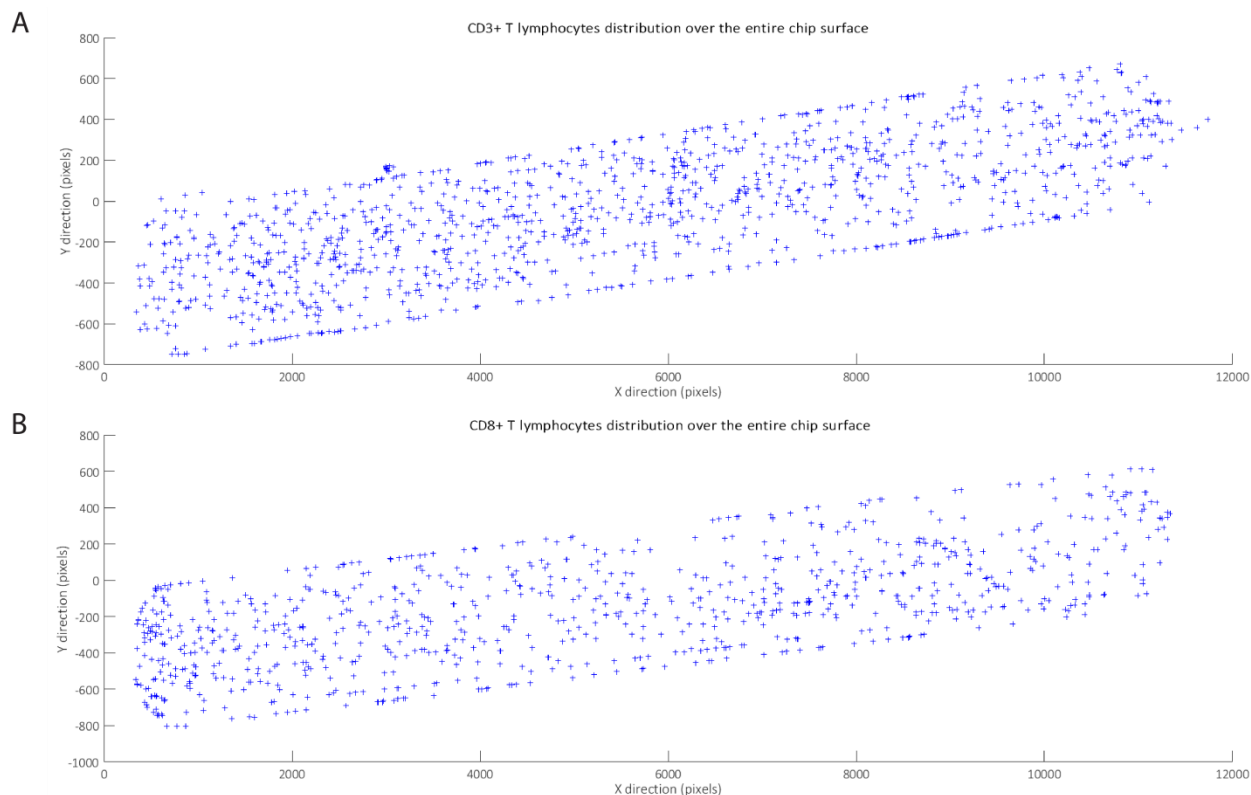 A
CD3+ T lymphocytes distribution over the entire chip surface
800
600
400
200
0
-200
-400
-600
-800
Y direction (pixels)
0 2000 4000 6000 8000 10000 12000
X direction (pixels)
B
CD8+ T lymphocytes distribution over the entire chip surface
800
600
400
200
0
-200
-400
-600
-800
-1000
Y direction (pixels)
0 2000 4000 6000 8000 10000 12000
X direction (pixels)